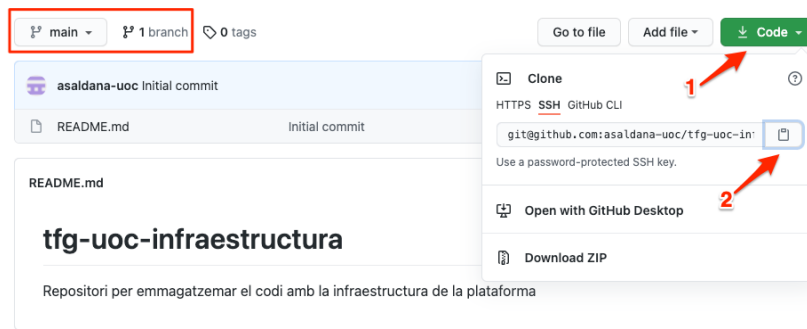 main 1 branch 0 tags Go to file Add file Code
1
asaldana-uoc Initial commit
Clone
HTTPS SSH GitHub CLI
README.md Initial commit
git@github.com:asaldana-uoc/tfg-uoc-in
Use a password-protected SSH key.
2
README.md
Open with GitHub Desktop
tfg-uoc-infraestructura
Download ZIP
Repositori per emmagatzemar el codi amb la infraestructura de la plataforma